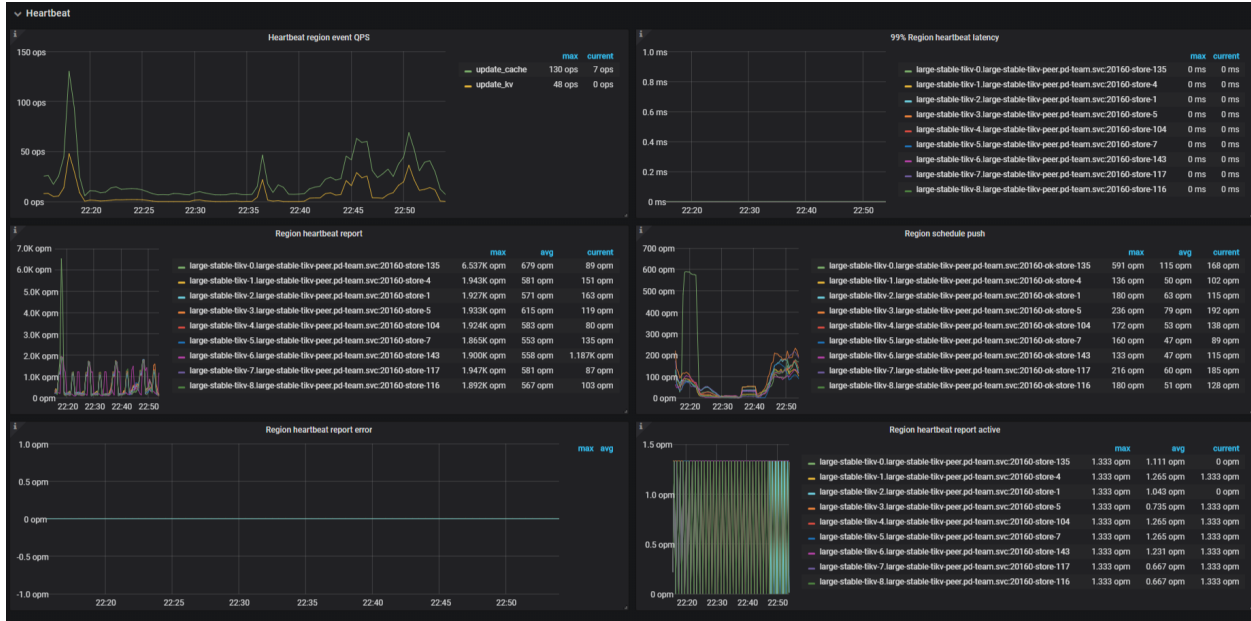 Heartbeat
Heartbeat region event QPS
150 ops
100 ops
50 ops
0 ops
22:20 22:25 22:30 22:35 22:40 22:45 22:50
max current
update_cache 130 ops 7 ops
update_kv 48 ops 0 ops
99% Region heartbeat latency
1.0 ms
0.8 ms
0.6 ms
0.4 ms
0.2 ms
0 ms
22:20 22:30 22:40 22:50
max current
large-stable-tikv-0.large-stable-tikv-peer.pd-team.svc:20160-store-135 0 ms 0 ms
large-stable-tikv-1.large-stable-tikv-peer.pd-team.svc:20160-store-4 0 ms 0 ms
large-stable-tikv-2.large-stable-tikv-peer.pd-team.svc:20160-store-1 0 ms 0 ms
large-stable-tikv-3.large-stable-tikv-peer.pd-team.svc:20160-store-5 0 ms 0 ms
large-stable-tikv-4.large-stable-tikv-peer.pd-team.svc:20160-store-104 0 ms 0 ms
large-stable-tikv-5.large-stable-tikv-peer.pd-team.svc:20160-store-7 0 ms 0 ms
large-stable-tikv-6.large-stable-tikv-peer.pd-team.svc:20160-store-143 0 ms 0 ms
large-stable-tikv-7.large-stable-tikv-peer.pd-team.svc:20160-store-117 0 ms 0 ms
large-stable-tikv-8.large-stable-tikv-peer.pd-team.svc:20160-store-116 0 ms 0 ms
Region heartbeat report
7.0K opm
6.0K opm
5.0K opm
4.0K opm
3.0K opm
2.0K opm
1.0K opm
0 opm
22:20 22:30 22:40 22:50
max avg current
large-stable-tikv-0.large-stable-tikv-peer.pd-team.svc:20160-store-135 6.537K opm 679 opm 89 opm
large-stable-tikv-1.large-stable-tikv-peer.pd-team.svc:20160-store-4 1.943K opm 581 opm 151 opm
large-stable-tikv-2.large-stable-tikv-peer.pd-team.svc:20160-store-1 1.927K opm 571 opm 163 opm
large-stable-tikv-3.large-stable-tikv-peer.pd-team.svc:20160-store-5 1.933K opm 615 opm 119 opm
large-stable-tikv-4.large-stable-tikv-peer.pd-team.svc:20160-store-104 1.924K opm 583 opm 80 opm
large-stable-tikv-5.large-stable-tikv-peer.pd-team.svc:20160-store-7 1.865K opm 553 opm 135 opm
large-stable-tikv-6.large-stable-tikv-peer.pd-team.svc:20160-store-143 1.900K opm 558 opm 1.187K opm
large-stable-tikv-7.large-stable-tikv-peer.pd-team.svc:20160-store-117 1.947K opm 581 opm 87 opm
large-stable-tikv-8.large-stable-tikv-peer.pd-team.svc:20160-store-116 1.892K opm 567 opm 103 opm
Region schedule push
700 opm
600 opm
500 opm
400 opm
300 opm
200 opm
100 opm
0 opm
22:20 22:30 22:40 22:50
max avg current
large-stable-tikv-0.large-stable-tikv-peer.pd-team.svc:20160-ok-store-135 591 opm 115 opm 168 opm
large-stable-tikv-1.large-stable-tikv-peer.pd-team.svc:20160-ok-store-4 136 opm 50 opm 102 opm
large-stable-tikv-2.large-stable-tikv-peer.pd-team.svc:20160-ok-store-1 180 opm 63 opm 115 opm
large-stable-tikv-3.large-stable-tikv-peer.pd-team.svc:20160-ok-store-5 236 opm 79 opm 192 opm
large-stable-tikv-4.large-stable-tikv-peer.pd-team.svc:20160-ok-store-104 172 opm 53 opm 138 opm
large-stable-tikv-5.large-stable-tikv-peer.pd-team.svc:20160-ok-store-7 160 opm 47 opm 89 opm
large-stable-tikv-6.large-stable-tikv-peer.pd-team.svc:20160-ok-store-143 133 opm 47 opm 115 opm
large-stable-tikv-7.large-stable-tikv-peer.pd-team.svc:20160-ok-store-117 216 opm 60 opm 185 opm
large-stable-tikv-8.large-stable-tikv-peer.pd-team.svc:20160-ok-store-116 180 opm 51 opm 128 opm
Region heartbeat report error
1.0 opm
0.5 opm
0 opm
-0.5 opm
-1.0 opm
22:20 22:25 22:30 22:35 22:40 22:45 22:50
max avg
Region heartbeat report active
1.5 opm
1.0 opm
0.5 opm
0 opm
22:20 22:30 22:40 22:50
max avg current
large-stable-tikv-0.large-stable-tikv-peer.pd-team.svc:20160-store-135 1.333 opm 1.111 opm 0 opm
large-stable-tikv-1.large-stable-tikv-peer.pd-team.svc:20160-store-4 1.333 opm 1.265 opm 1.333 opm
large-stable-tikv-2.large-stable-tikv-peer.pd-team.svc:20160-store-1 1.333 opm 1.043 opm 0 opm
large-stable-tikv-3.large-stable-tikv-peer.pd-team.svc:20160-store-5 1.333 opm 0.735 opm 1.333 opm
large-stable-tikv-4.large-stable-tikv-peer.pd-team.svc:20160-store-104 1.333 opm 1.265 opm 1.333 opm
large-stable-tikv-5.large-stable-tikv-peer.pd-team.svc:20160-store-7 1.333 opm 1.265 opm 1.333 opm
large-stable-tikv-6.large-stable-tikv-peer.pd-team.svc:20160-store-143 1.333 opm 1.231 opm 1.333 opm
large-stable-tikv-7.large-stable-tikv-peer.pd-team.svc:20160-store-117 1.333 opm 0.667 opm 1.333 opm
large-stable-tikv-8.large-stable-tikv-peer.pd-team.svc:20160-store-116 1.333 opm 0.667 opm 1.333 opm